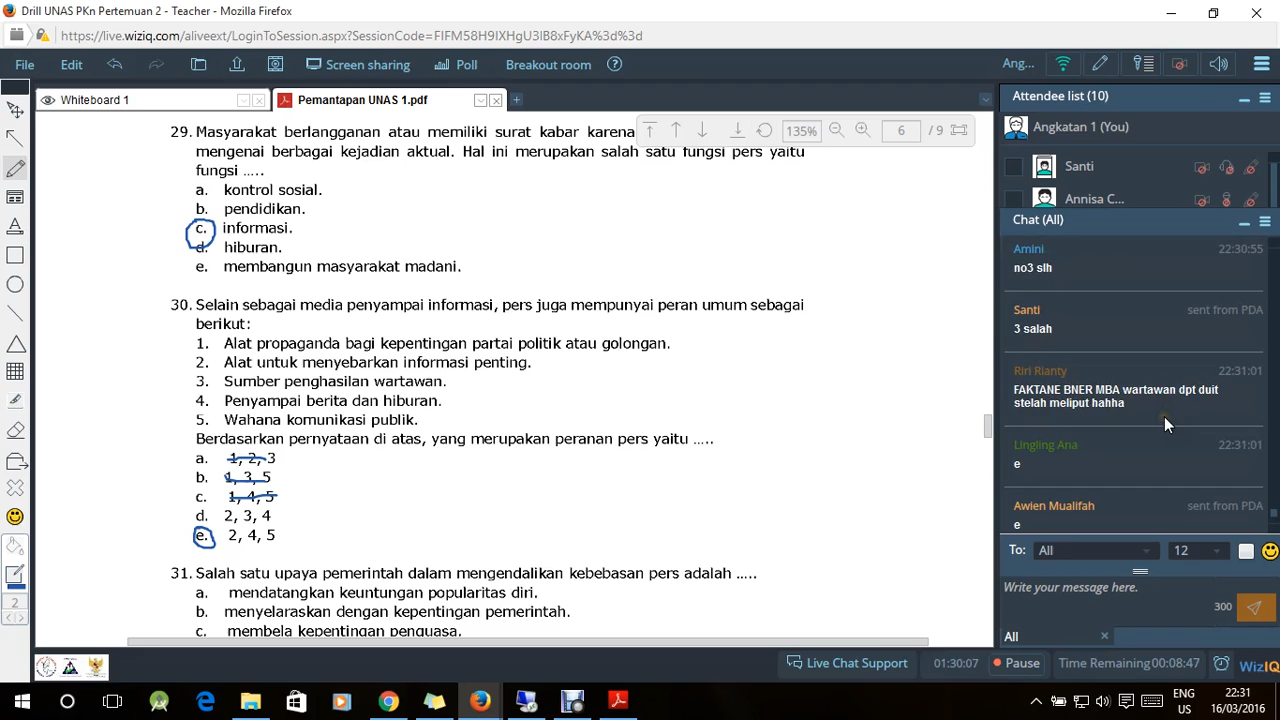 Drill UNAS PKn Pertemuan 2 - Teacher - Mozilla Firefox
https://live.wiziq.com/aliveext/LoginToSession.aspx?SessionCode=FIFM58H9IXHgU3IB8xFyKA%3d%3d
File Edit Screen sharing Poll Breakout room Ang...
Whiteboard 1 Pemantapan UNAS 1.pdf
135% 6 / 9
29. Masyarakat berlangganan atau memiliki surat kabar karena
mengenai berbagai kejadian aktual. Hal ini merupakan salah satu fungsi pers yaitu
fungsi .....
a. kontrol sosial.
b. pendidikan.
c. informasi.
d. hiburan.
e. membangun masyarakat madani.
30. Selain sebagai media penyampai informasi, pers juga mempunyai peran umum sebagai
berikut:
1. Alat propaganda bagi kepentingan partai politik atau golongan.
2. Alat untuk menyebarkan informasi penting.
3. Sumber penghasilan wartawan.
4. Penyampai berita dan hiburan.
5. Wahana komunikasi publik.
Berdasarkan pernyataan di atas, yang merupakan peranan pers yaitu .....
a. 1, 2, 3
b. 1, 3, 5
c. 1, 4, 5
d. 2, 3, 4
e. 2, 4, 5
31. Salah satu upaya pemerintah dalam mengendalikan kebebasan pers adalah .....
a. mendatangkan keuntungan popularitas diri.
b. menyelaraskan dengan kepentingan pemerintah.
c. membela kepentingan penguasa.
Attendee list (10)
Angkatan 1 (You)
Santi
Annisa C...
Chat (All)
Amini 22:30:55
no3 slh
Santi sent from PDA
3 salah
Riri Rianty 22:31:01
FAKTANE BNER MBA wartawan dpt duit
stelah meliput hahha
Lingling Ana 22:31:01
e
Awien Mualifah sent from PDA
e
To: All 12
Write your message here.
300
All
2
Live Chat Support 01:30:07 Pause Time Remaining 00:08:47 WizIQ
ENG
US
22:31
16/03/2016